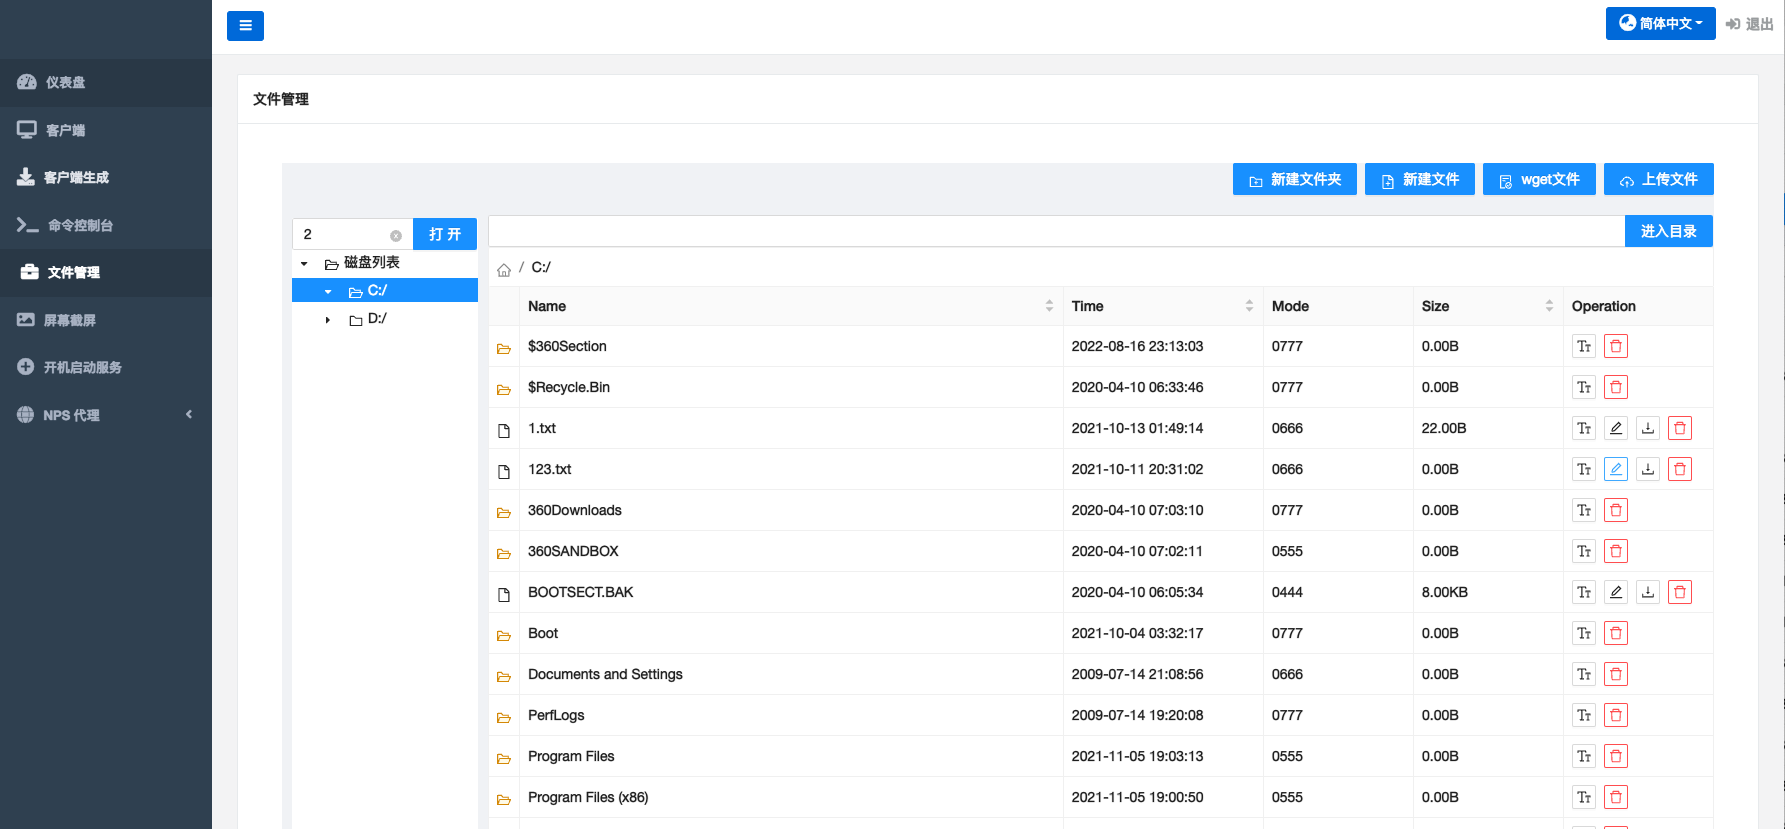 简体中文
退出
仪表盘
客户端
客户端生成
命令控制台
文件管理
屏幕截屏
开机启动服务
NPS 代理
文件管理
新建文件夹
新建文件
wget文件
上传文件
2
打 开
进入目录
磁盘列表
C:/
D:/
/ C:/
Name Time Mode Size Operation
$360Section 2022-08-16 23:13:03 0777 0.00B
$Recycle.Bin 2020-04-10 06:33:46 0777 0.00B
1.txt 2021-10-13 01:49:14 0666 22.00B
123.txt 2021-10-11 20:31:02 0666 0.00B
360Downloads 2020-04-10 07:03:10 0777 0.00B
360SANDBOX 2020-04-10 07:02:11 0555 0.00B
BOOTSECT.BAK 2020-04-10 06:05:34 0444 8.00KB
Boot 2021-10-04 03:32:17 0777 0.00B
Documents and Settings 2009-07-14 21:08:56 0666 0.00B
PerfLogs 2009-07-14 19:20:08 0777 0.00B
Program Files 2021-11-05 19:03:13 0555 0.00B
Program Files (x86) 2021-11-05 19:00:50 0555 0.00B